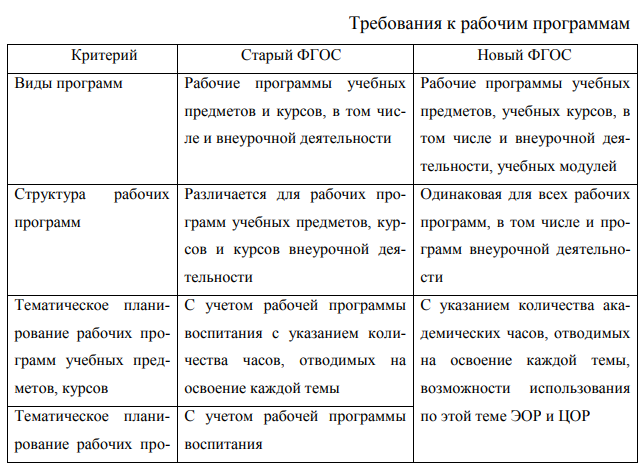 Требования к рабочим программам
Критерий
Старый ФГОС
Новый ФГОС
Виды программ
Рабочие программы учебных
предметов и курсов, в том чис-
ле и внеурочной деятельности
Рабочие программы учебных
предметов, учебных курсов, в
том числе и внеурочной дея-
тельности, учебных модулей
Структура рабочих
программ
Различается для рабочих про-
грамм учебных предметов, кур-
сов и курсов внеурочной дея-
тельности
Одинаковая для всех рабочих
программ, в том числе и про-
грамм внеурочной деятельно-
сти
Тематическое плани-
рование рабочих про-
грамм учебных пред-
метов, курсов
С учетом рабочей программы
воспитания с указанием коли-
чества часов, отводимых на
освоение каждой темы
С указанием количества ака-
демических часов, отводимых
на освоение каждой темы,
возможности использования
по этой теме ЭОР и ЦОР
Тематическое плани-
рование рабочих про-
С учетом рабочей программы
воспитания